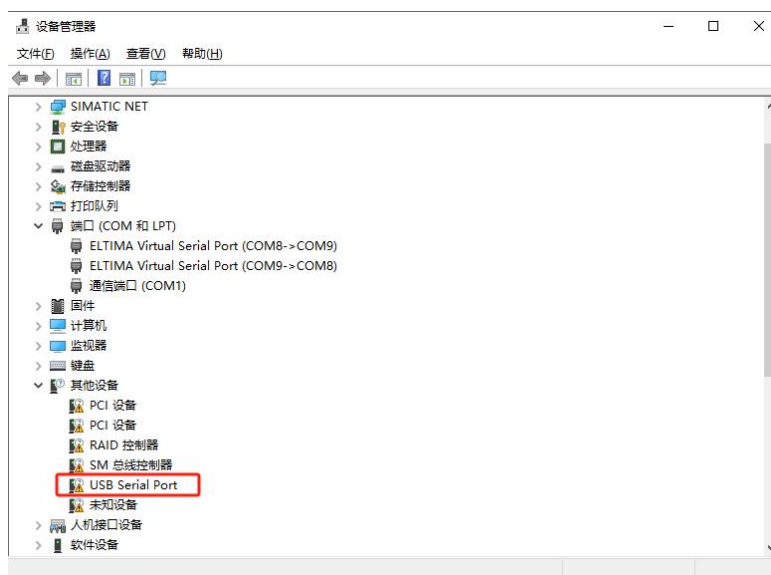 设备管理器
文件(F) 操作(A) 查看(V) 帮助(H)
SIMATIC NET
安全设备
处理器
磁盘驱动器
存储控制器
打印队列
端口 (COM 和 LPT)
ELTIMA Virtual Serial Port (COM8->COM9)
ELTIMA Virtual Serial Port (COM9->COM8)
通信端口 (COM1)
固件
计算机
监视器
键盘
其他设备
PCI 设备
PCI 设备
RAID 控制器
SM 总线控制器
USB Serial Port
未知设备
人机接口设备
软件设备